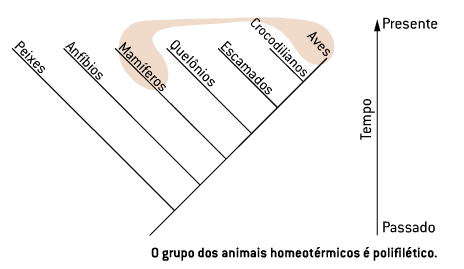 Peixes
Anfíbios
Mamíferos
Quelônios
Escamados
Crocodilianos
Aves
Presente
Tempo
Passado
O grupo dos animais homeotérmicos é polifilético.